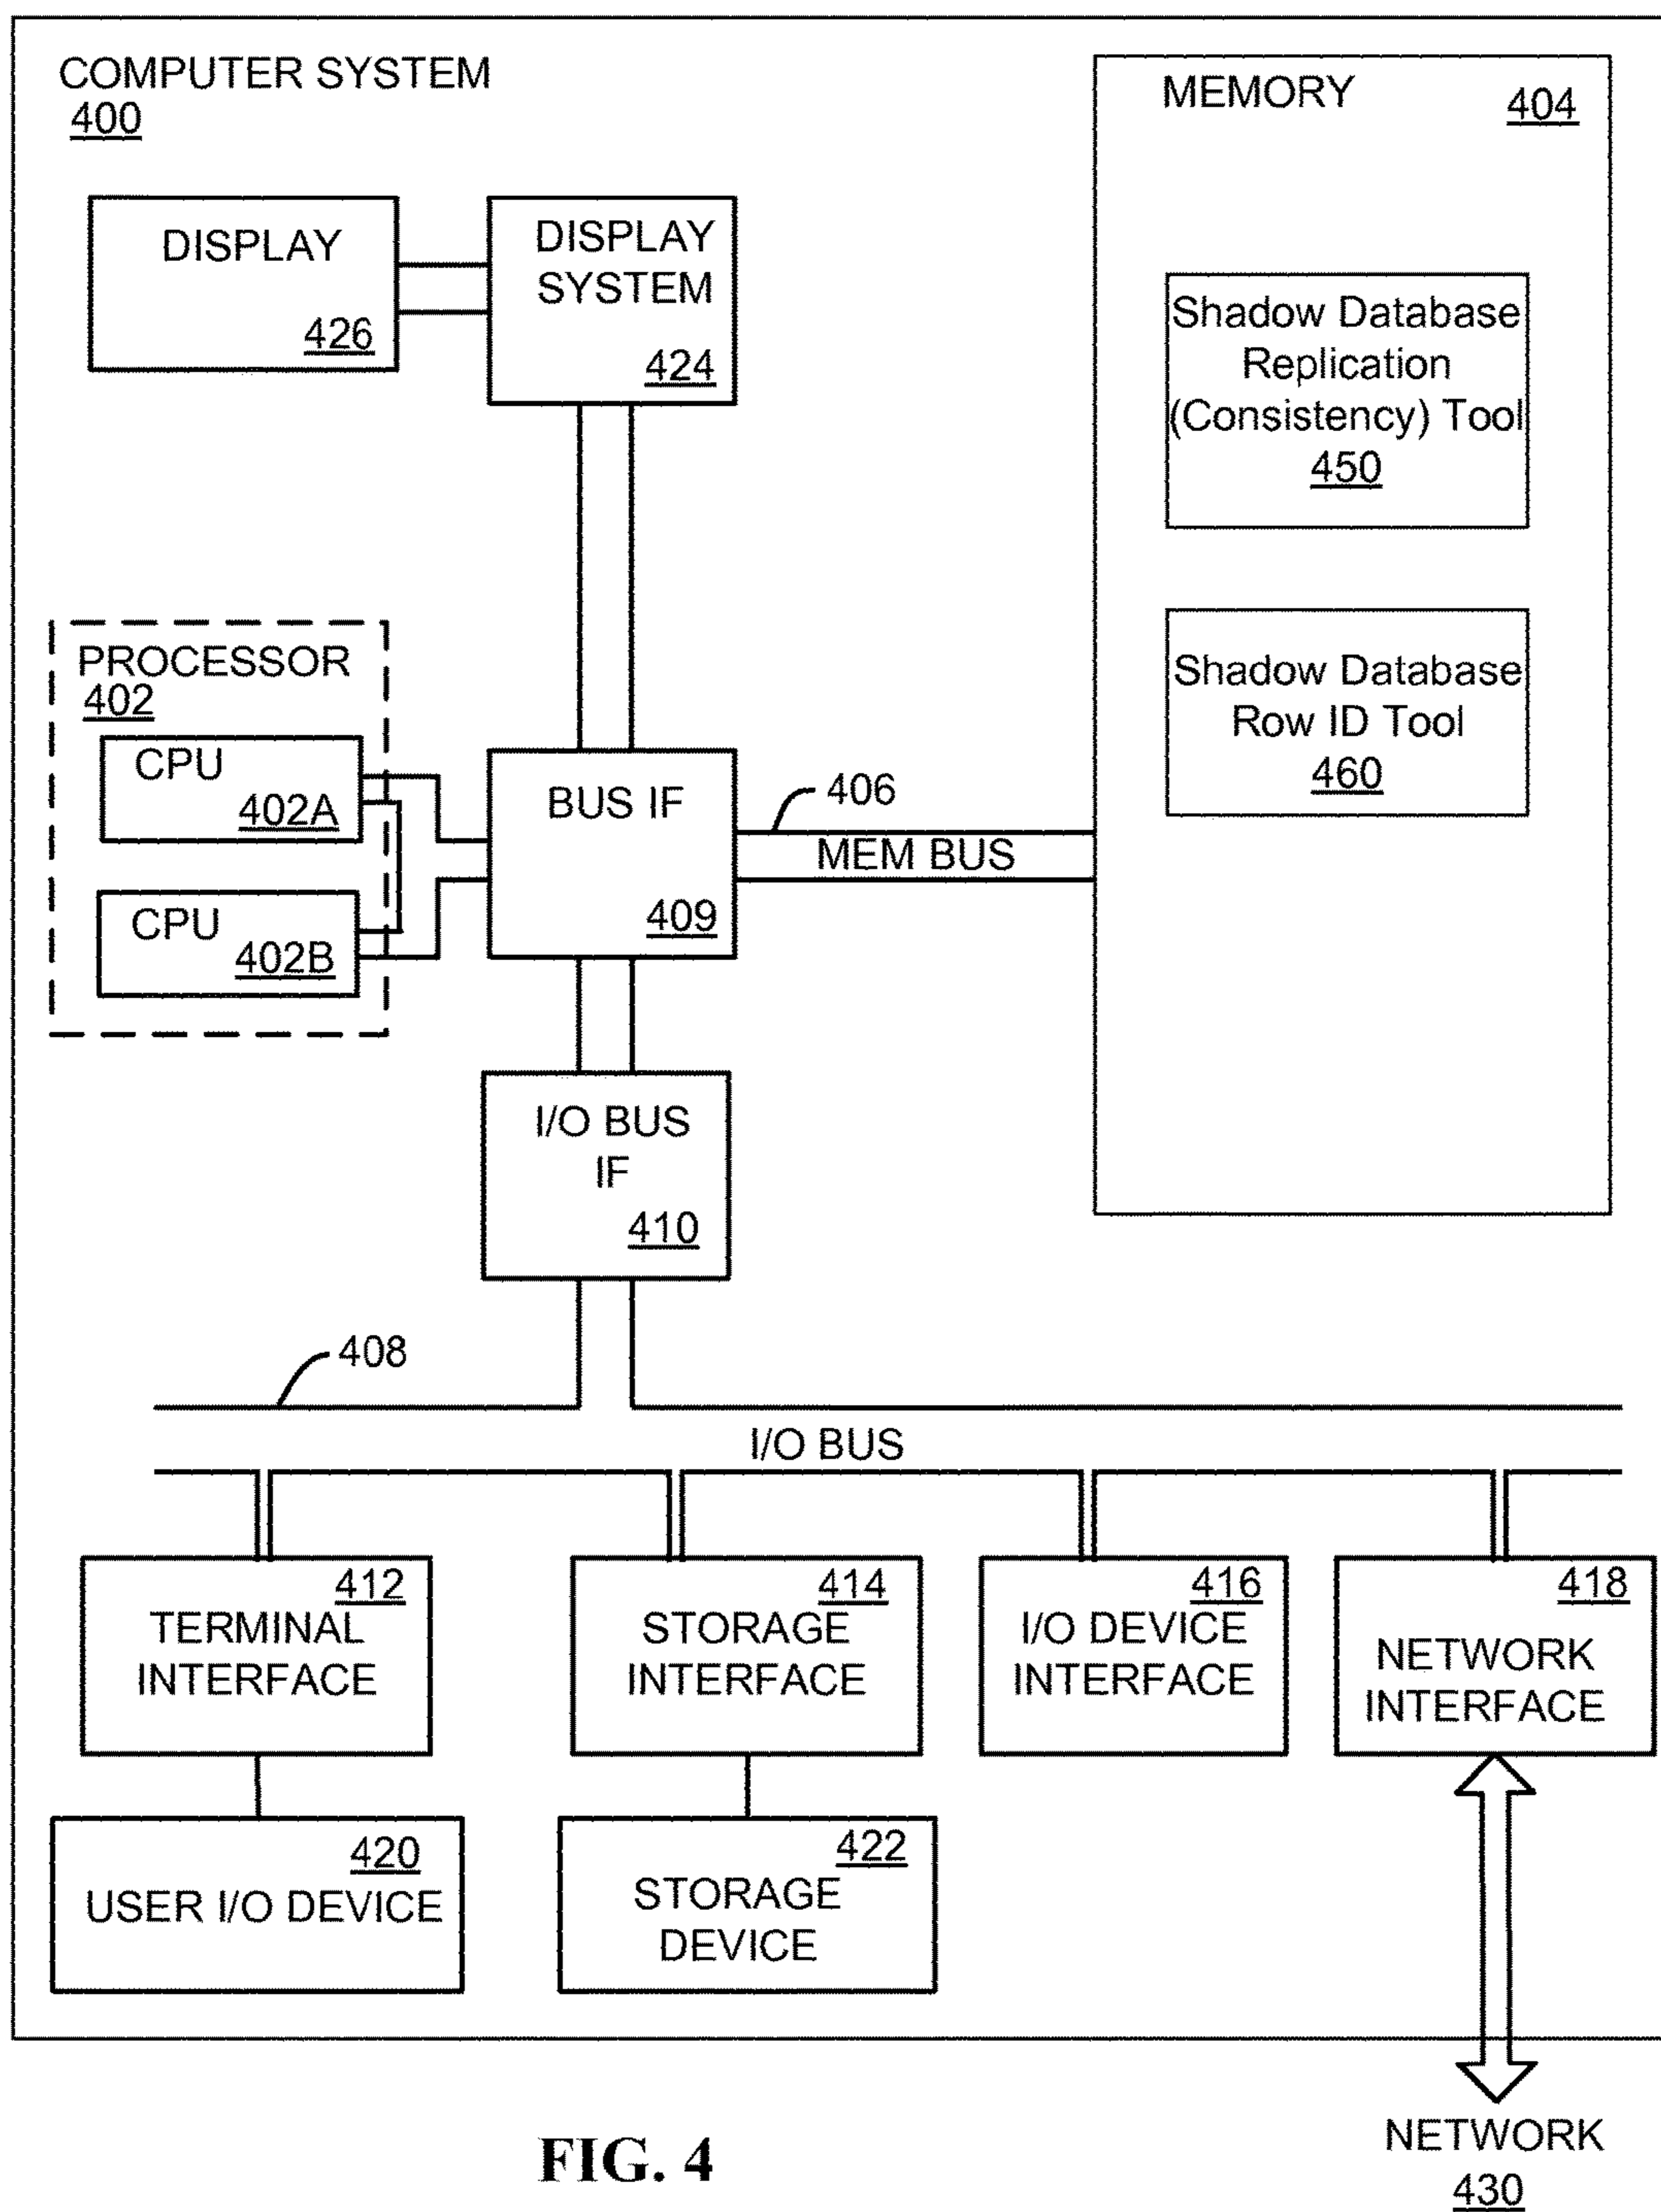 COMPUTER SYSTEM
400
MEMORY
404
DISPLAY
426
DISPLAY
SYSTEM
424
Shadow Database
Replication
(Consistency) Tool
450
Shadow Database
Row ID Tool
460
PROCESSOR
402
CPU
402A
CPU
402B
BUS IF
409
406
MEM BUS
I/O BUS
IF
410
408
I/O BUS
412
TERMINAL
INTERFACE
414
STORAGE
INTERFACE
416
I/O DEVICE
INTERFACE
418
NETWORK
INTERFACE
420
USER I/O DEVICE
422
STORAGE
DEVICE
NETWORK
430
FIG. 4